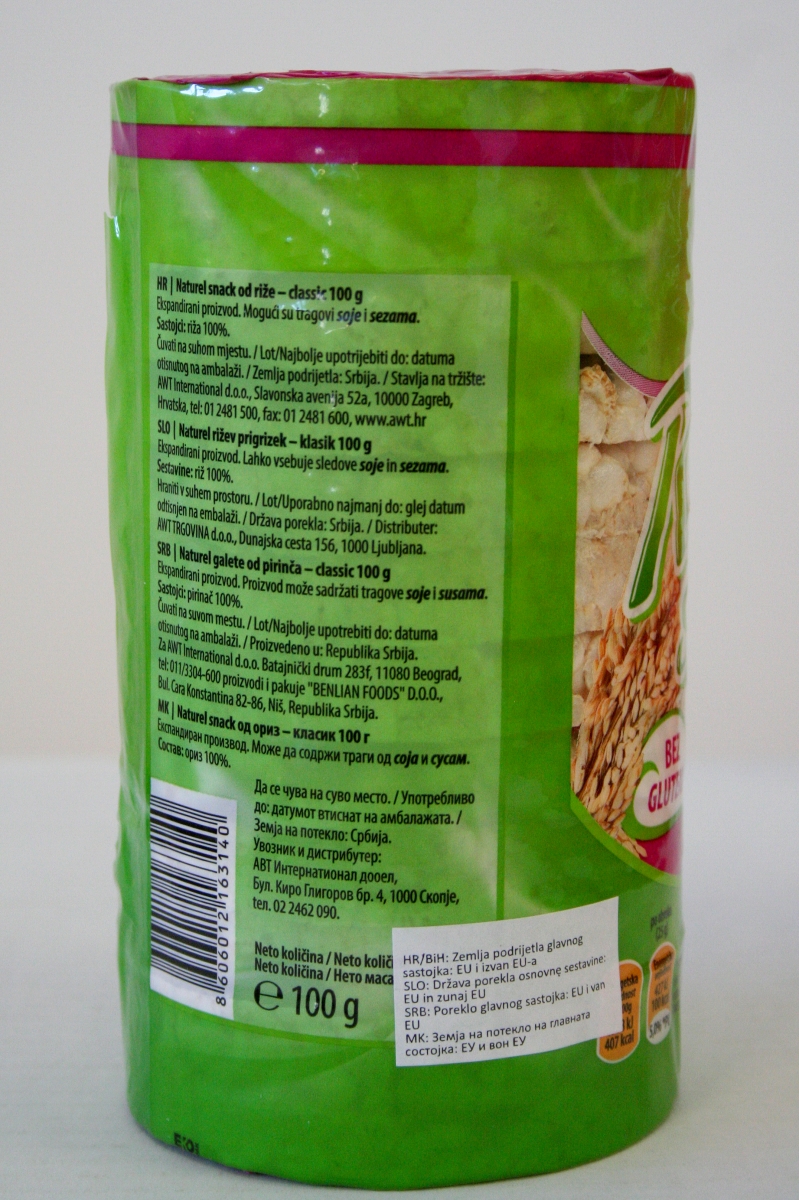 HR | Naturel snack od riže – classic 100 g
Ekspandirani proizvod. Mogući su tragovi soje i sezama.
Sastojci: riža 100%.
Čuvati na suhom mjestu. / Lot/Najbolje upotrijebiti do: datuma
otisnutog na ambalaži. / Zemlja podrijetla: Srbija. / Stavlja na tržište:
AWT International d.o.o., Slavonska avenija 52a, 10000 Zagreb,
Hrvatska, tel: 01 2481 500, fax: 01 2481 600, www.awt.hr
SLO | Naturel rižev prigrizek – klasik 100 g
Ekspandirani proizvod. Lahko vsebuje sledove soje in sezama.
Sestavine: riž 100%.
Hraniti v suhem prostoru. / Lot/Uporabno najmanj do: glej datum
odtisnjen na embalaži. / Država porekla: Srbija. / Distributer:
AWT TRGOVINA d.o.o., Dunajska cesta 156, 1000 Ljubljana.
SRB | Naturel galete od pirinča – classic 100 g
Ekspandirani proizvod. Proizvod može sadržati tragove soje i susama.
Sastojci: pirinač 100%.
Čuvati na suvom mestu. / Lot/Najbolje upotrebiti do: datuma
otisnutog na ambalaži. / Proizvedeno u: Republika Srbija.
Za AWT International d.o.o. Batajnički drum 283f, 11080 Beograd,
tel: 011/3304-600 proizvodi i pakuje "BENLIAN FOODS" D.O.O.,
Bul. Cara Konstantina 82-86, Niš, Republika Srbija.
МК | Naturel snack од ориз – класик 100 г
Експандиран производ. Може да содржи траги од соја и сусам.
Состав: ориз 100%.
Да се чува на суво место. / Употребливо
до: датумот втиснат на амбалажата. /
Земја на потекло: Србија.
Увозник и дистрибутер:
АВТ Интернатионал дооел,
Бул. Киро Глигоров бр. 4, 1000 Скопје,
тел. 02 2462 090.
8 606012 163140
Neto količina / Neto količi
Neto količina / Нето маса
e 100 g
HR/BiH: Zemlja podrijetla glavnog
sastojka: EU i izvan EU-a
SLO: Država porekla osnovne sestavine:
EU in zunaj EU
SRB: Poreklo glavnog sastojka: EU i van
EU
MK: Земја на потекло на главната
состојка: ЕУ и вон ЕУ
BEZ
GLUT
407 kcal